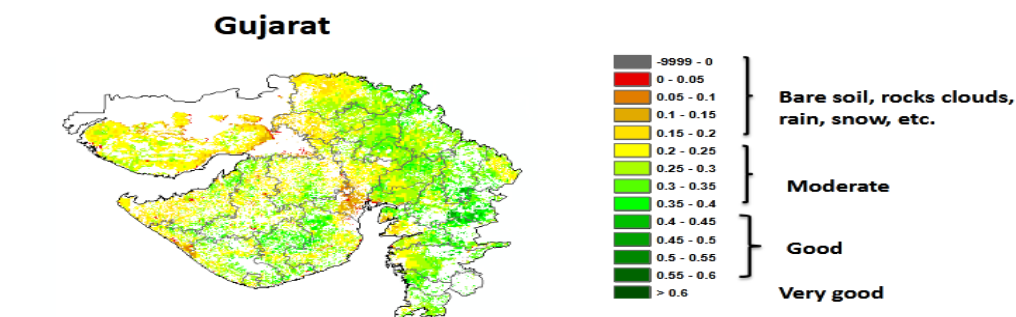 Gujarat
-9999 - 0
0 - 0.05
0.05 - 0.1
0.1 - 0.15
0.15 - 0.2
0.2 - 0.25
0.25 - 0.3
0.3 - 0.35
0.35 - 0.4
0.4 - 0.45
0.45 - 0.5
0.5 - 0.55
0.55 - 0.6
> 0.6
Bare soil, rocks clouds,
rain, snow, etc.
Moderate
Good
Very good